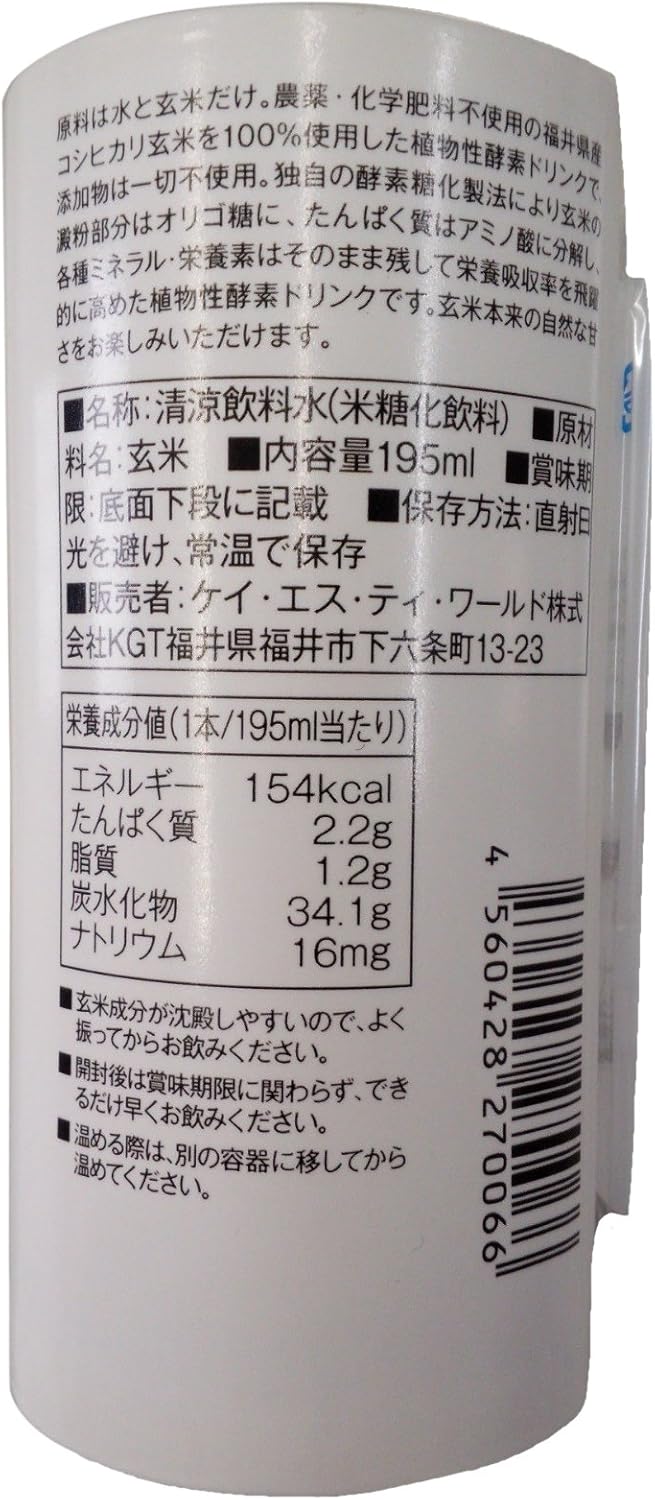 原料は水と玄米だけ。農薬・化学肥料不使用の福井県産
コシヒカリ玄米を100%使用した植物性酵素ドリンクで、
添加物は一切不使用。独自の酵素糖化製法により玄米の
澱粉部分はオリゴ糖に、たんぱく質はアミノ酸に分解し、
各種ミネラル・栄養素はそのまま残して栄養吸収率を飛躍
的に高めた植物性酵素ドリンクです。玄米本来の自然な甘
さをお楽しみいただけます。
■名称:清涼飲料水(米糖化飲料) ■原材
料名:玄米 ■内容量195ml ■賞味期
限:底面下段に記載 ■保存方法:直射日
光を避け、常温で保存
■販売者:ケイ・エス・ティ・ワールド株式
会社KGT福井県福井市下六条町13-23
栄養成分値(1本/195ml当たり)
エネルギー 154kcal
たんぱく質 2.2g
脂質 1.2g
炭水化物 34.1g
ナトリウム 16mg
■玄米成分が沈殿しやすいので、よく
振ってからお飲みください。
■開封後は賞味期限に関わらず、でき
るだけ早くお飲みください。
■温める際は、別の容器に移してから
温めてください。
4 560428 270066